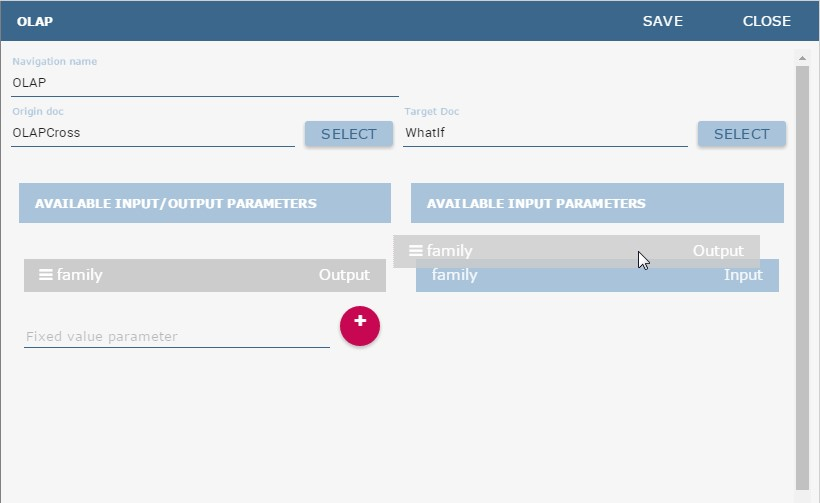 OLAP SAVE CLOSE
Navigation name
OLAP
Origin doc Target Doc
OLAPCross SELECT WhatIf SELECT
AVAILABLE INPUT/OUTPUT PARAMETERS AVAILABLE INPUT PARAMETERS
family Output
family Output family Input
Fixed value parameter +